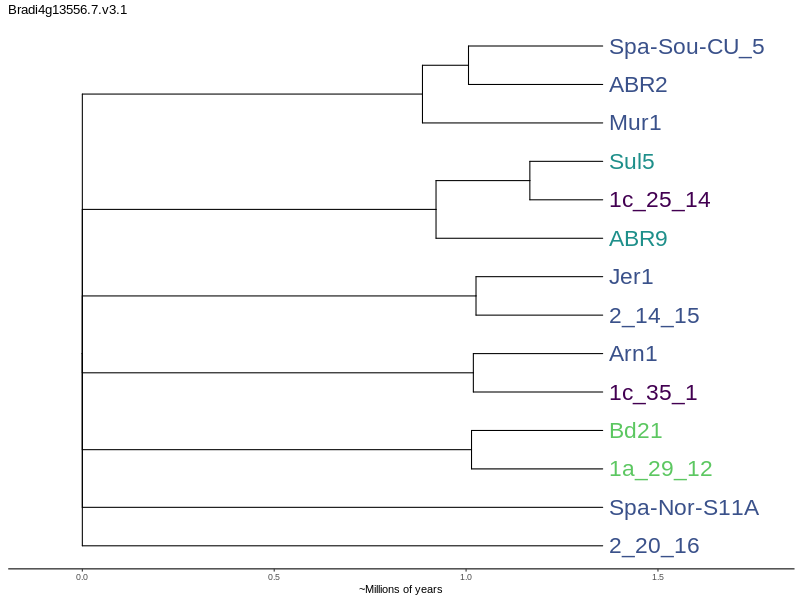 Bradi4g13556.7.v3.1
Spa-Sou-CU_5
ABR2
Mur1
Sul5
1c_25_14
ABR9
Jer1
2_14_15
Arn1
1c_35_1
Bd21
1a_29_12
Spa-Nor-S11A
2_20_16
0.0 0.5 1.0 1.5
~Millions of years